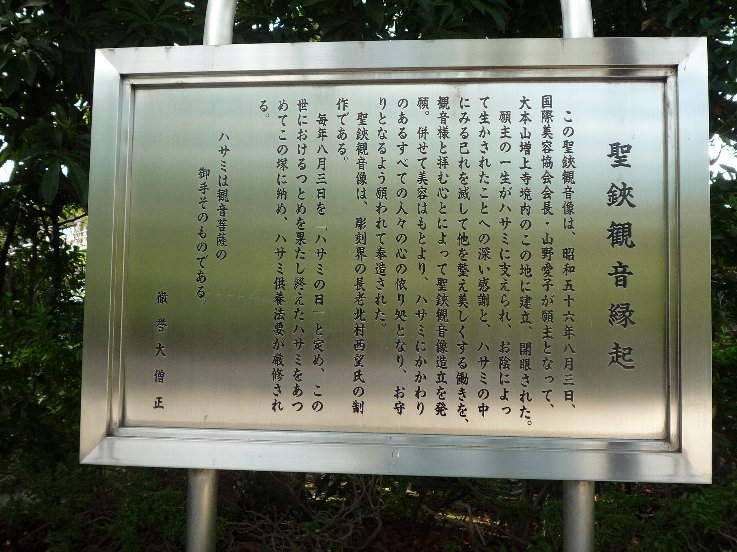 聖鋏観音縁起
この聖鋏観音像は、昭和五十六年八月三日、
国際美容協会会長・山野愛子が願主となって、
大本山増上寺境内のこの地に建立、開眼された。
願主の一生がハサミに支えられ、お陰によっ
て生かされたことへの深い感謝と、ハサミの中
にみる己れを滅して他を整え美しくする働きを、
観音様と拝む心とによって聖鋏観音像造立を発
願。併せて美容はもとより、ハサミにかかわり
のあるすべての人々の心の依り処となり、お守
りとなるよう願われて奉造された。
聖鋏観音像は、彫刻界の長老北村西望氏の制
作である。
毎年八月三日を「ハサミの日」と定め、この
世におけるつとめを果たし終えたハサミをあつ
めてこの塚に納め、ハサミ供養法要が厳修され
る。
ハサミは観音菩薩の
御手そのものである。
徹誉大僧正